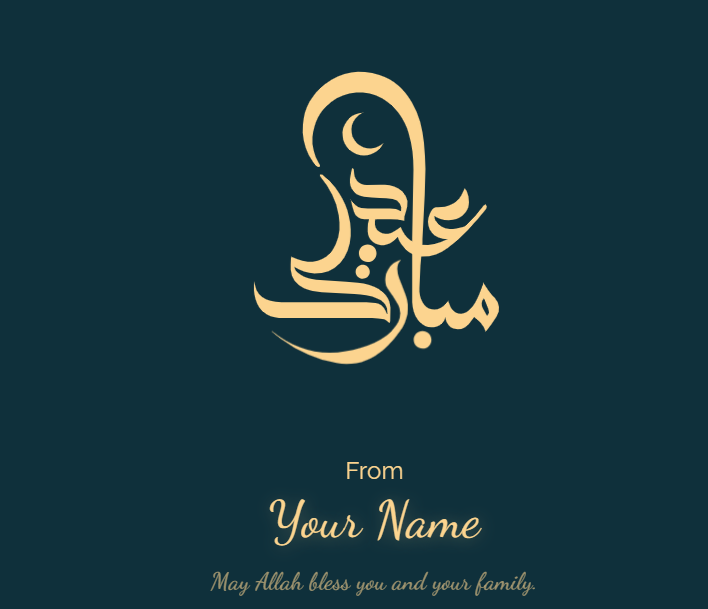 عيد
مبارك
From
Your Name
May Allah bless you and your family.